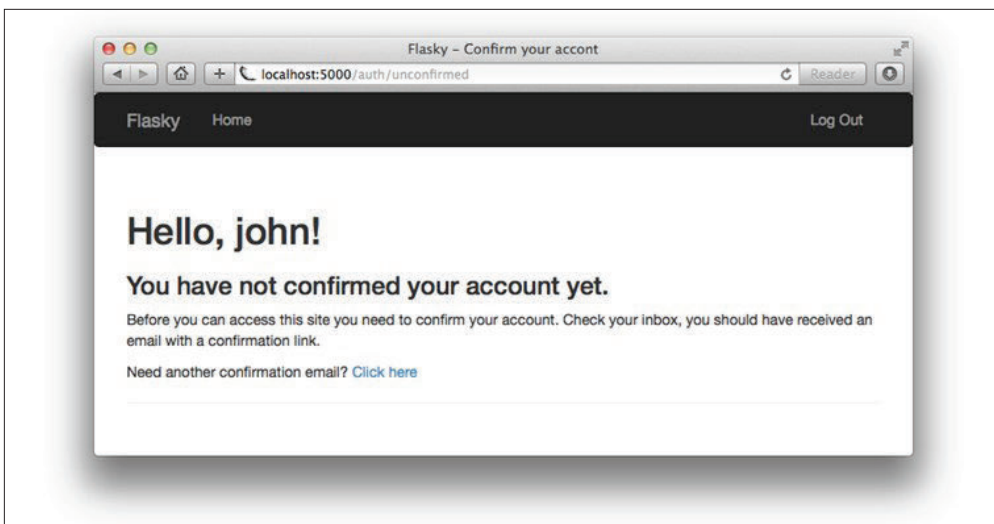 Flasky – Confirm your accont
localhost:5000/auth/unconfirmed
Reader
Flasky Home Log Out
Hello, john!
You have not confirmed your account yet.
Before you can access this site you need to confirm your account. Check your inbox, you should have received an
email with a confirmation link.
Need another confirmation email? Click here